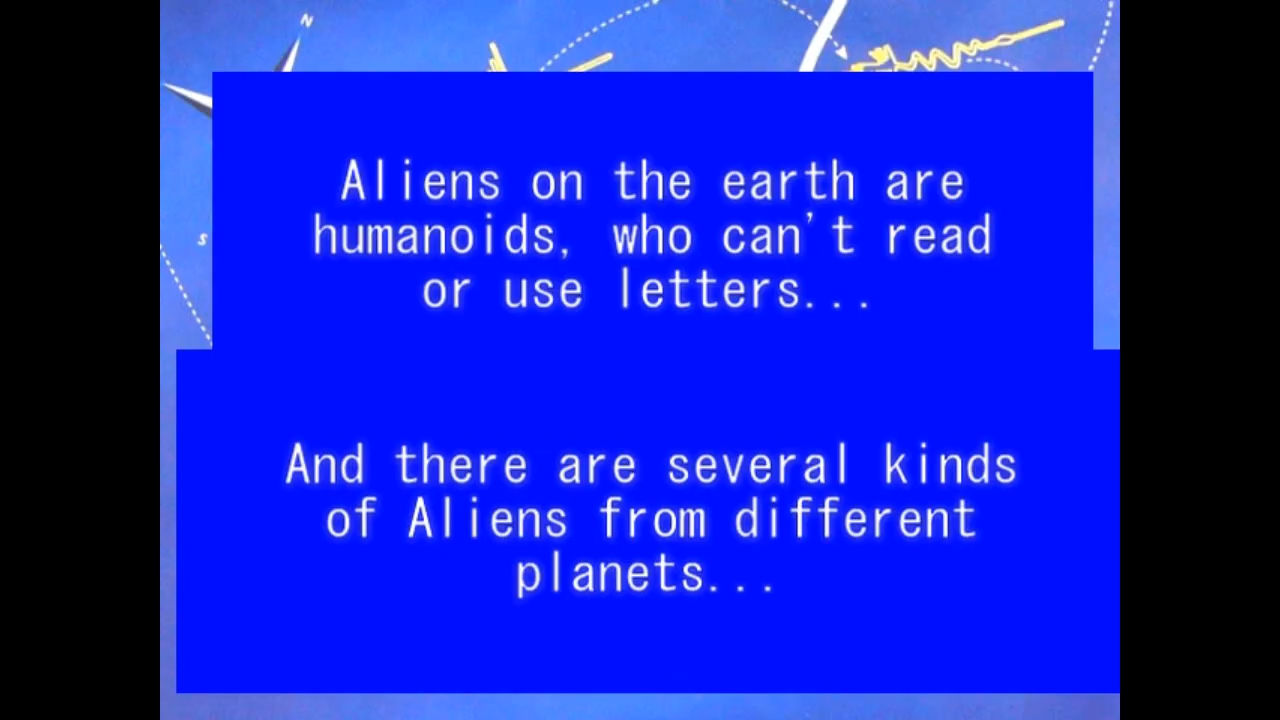 N
S
Aliens on the earth are
humanoids, who can't read
or use letters...
And there are several kinds
of Aliens from different
planets...